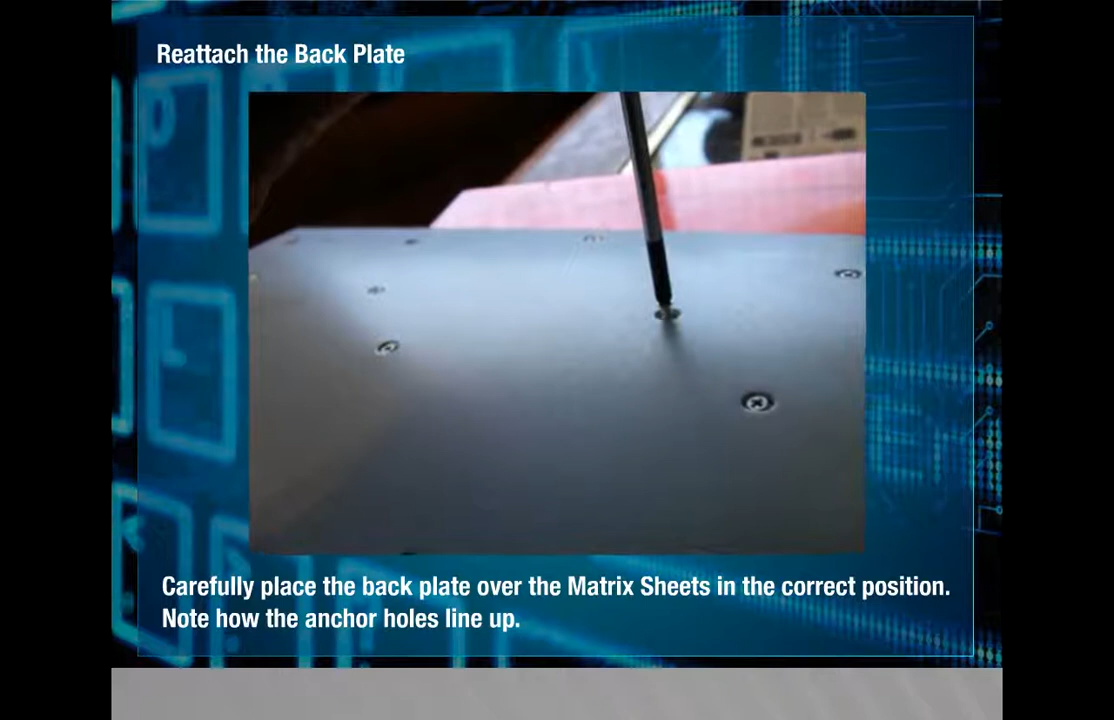 Reattach the Back Plate
Carefully place the back plate over the Matrix Sheets in the correct position.
Note how the anchor holes line up.